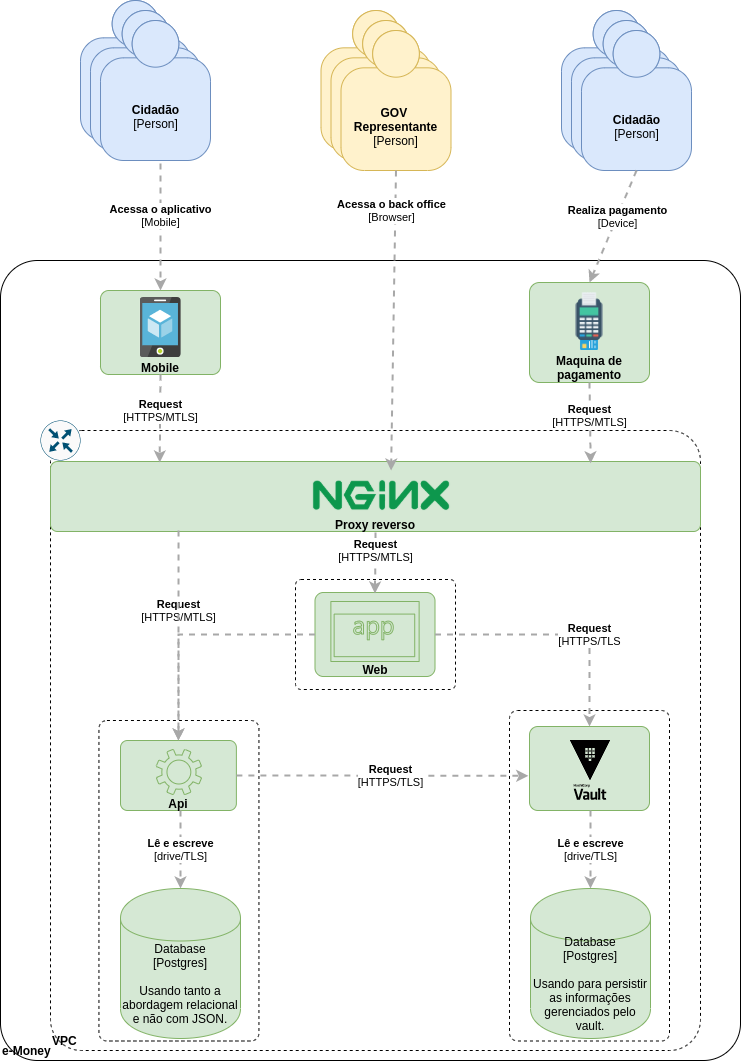 Cidadão
[Person]
GOV
Representante
[Person]
Cidadão
[Person]
Acessa o aplicativo
[Mobile]
Acessa o back office
[Browser]
Realiza pagamento
[Device]
Mobile
Maquina de
pagamento
Request
[HTTPS/MTLS]
Request
[HTTPS/MTLS]
NGiNX
Proxy reverso
Request
[HTTPS/MTLS]
Request
[HTTPS/MTLS]
app
Web
Request
[HTTPS/TLS
Api
Request
[HTTPS/TLS]
HashiCorp
Vault
Lê e escreve
[drive/TLS]
Lê e escreve
[drive/TLS]
Database
[Postgres]
Usando tanto a
abordagem relacional
e não com JSON.
Database
[Postgres]
Usando para persistir
as informações
gerenciados pelo
vault.
VPC
e-Money